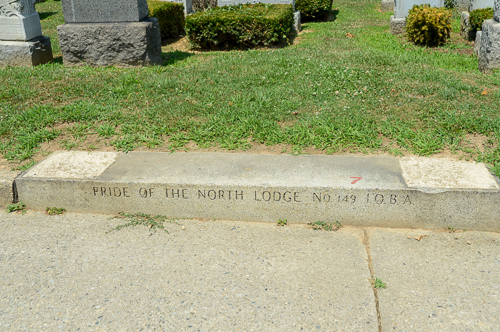 PRIDE OF THE NORTH LODGE NO. 149 I.O.B.A.